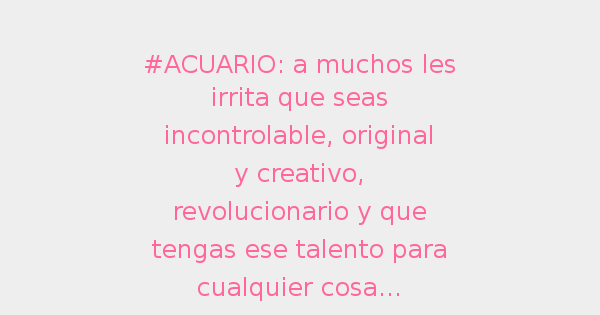 #ACUARIO: a muchos les
irrita que seas
incontrolable, original
y creativo,
revolucionario y que
tengas ese talento para
cualquier cosa...